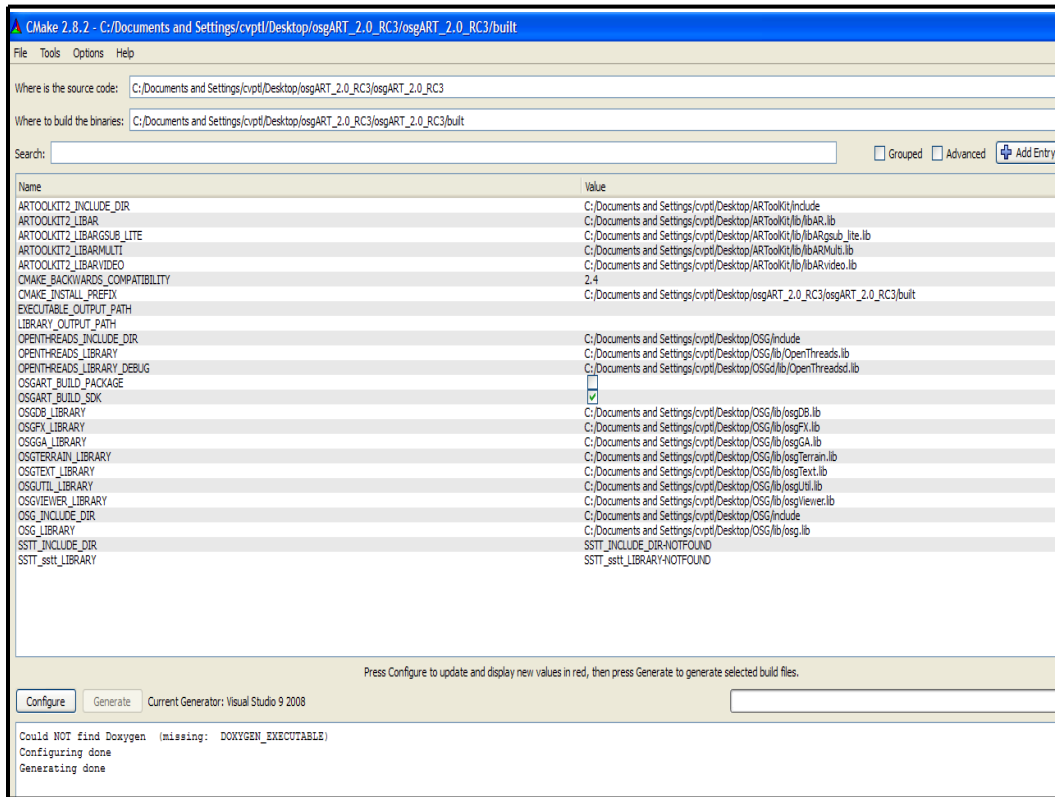 CMake 2.8.2 - C:/Documents and Settings/cvptl/Desktop/osgART_2.0_RC3/osgART_2.0_RC3/built
File Tools Options Help
Where is the source code: C:/Documents and Settings/cvptl/Desktop/osgART_2.0_RC3/osgART_2.0_RC3
Where to build the binaries: C:/Documents and Settings/cvptl/Desktop/osgART_2.0_RC3/osgART_2.0_RC3/built
Search: Grouped Advanced Add Entry
Name Value
ARTOOLKIT2_INCLUDE_DIR C:/Documents and Settings/cvptl/Desktop/ARToolKit/include
ARTOOLKIT2_LIBAR C:/Documents and Settings/cvptl/Desktop/ARToolKit/lib/libAR.lib
ARTOOLKIT2_LIBARGSUB_LITE C:/Documents and Settings/cvptl/Desktop/ARToolKit/lib/libARgsub_lite.lib
ARTOOLKIT2_LIBARMULTI C:/Documents and Settings/cvptl/Desktop/ARToolKit/lib/libARMulti.lib
ARTOOLKIT2_LIBARVIDEO C:/Documents and Settings/cvptl/Desktop/ARToolKit/lib/libARvideo.lib
CMAKE_BACKWARDS_COMPATIBILITY 2.4
CMAKE_INSTALL_PREFIX C:/Documents and Settings/cvptl/Desktop/osgART_2.0_RC3/osgART_2.0_RC3/built
EXECUTABLE_OUTPUT_PATH
LIBRARY_OUTPUT_PATH
OPENTHREADS_INCLUDE_DIR C:/Documents and Settings/cvptl/Desktop/OSG/include
OPENTHREADS_LIBRARY C:/Documents and Settings/cvptl/Desktop/OSG/lib/OpenThreads.lib
OPENTHREADS_LIBRARY_DEBUG C:/Documents and Settings/cvptl/Desktop/OSGd/lib/OpenThreadsd.lib
OSGART_BUILD_PACKAGE
OSGART_BUILD_SDK
OSGDB_LIBRARY C:/Documents and Settings/cvptl/Desktop/OSG/lib/osgDB.lib
OSGFX_LIBRARY C:/Documents and Settings/cvptl/Desktop/OSG/lib/osgFX.lib
OSGGA_LIBRARY C:/Documents and Settings/cvptl/Desktop/OSG/lib/osgGA.lib
OSGTERRAIN_LIBRARY C:/Documents and Settings/cvptl/Desktop/OSG/lib/osgTerrain.lib
OSGTEXT_LIBRARY C:/Documents and Settings/cvptl/Desktop/OSG/lib/osgText.lib
OSGUTIL_LIBRARY C:/Documents and Settings/cvptl/Desktop/OSG/lib/osgUtil.lib
OSGVIEWER_LIBRARY C:/Documents and Settings/cvptl/Desktop/OSG/lib/osgViewer.lib
OSG_INCLUDE_DIR C:/Documents and Settings/cvptl/Desktop/OSG/include
OSG_LIBRARY C:/Documents and Settings/cvptl/Desktop/OSG/lib/osg.lib
SSTT_INCLUDE_DIR SSTT_INCLUDE_DIR-NOTFOUND
SSTT_sstt_LIBRARY SSTT_sstt_LIBRARY-NOTFOUND
Press Configure to update and display new values in red, then press Generate to generate selected build files.
Configure Generate Current Generator: Visual Studio 9 2008
Could NOT find Doxygen (missing: DOXYGEN_EXECUTABLE)
Configuring done
Generating done